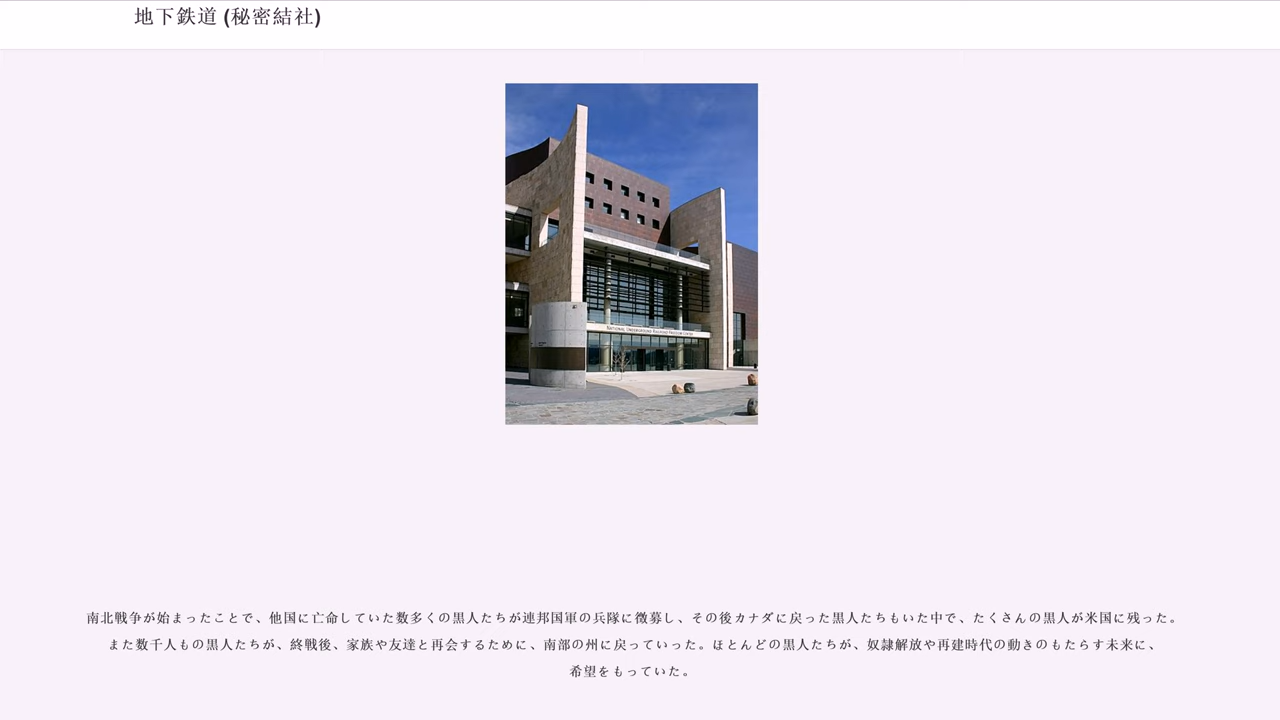 地下鉄道 (秘密結社)
NATIONAL UNDERGROUND RAILROAD FREEDOM CENTER
南北戦争が始まったことで、他国に亡命していた数多くの黒人たちが連邦国軍の兵隊に徴募し、その後カナダに戻った黒人たちもいた中で、たくさんの黒人が米国に残った。
また数千人もの黒人たちが、終戦後、家族や友達と再会するために、南部の州に戻っていった。ほとんどの黒人たちが、奴隷解放や再建時代の動きのもたらす未来に、
希望をもっていた。